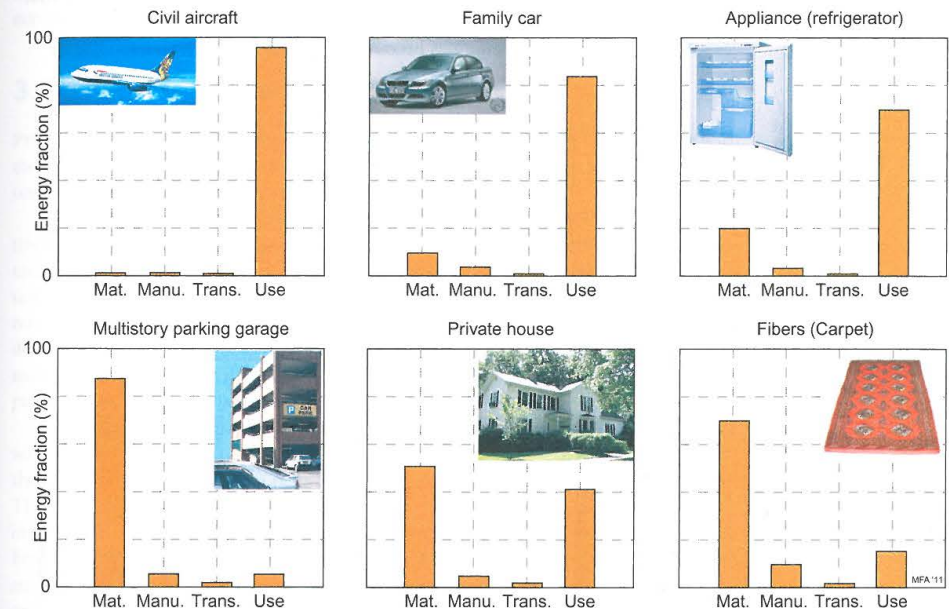 Civil aircraft
Family car
Appliance (refrigerator)
Energy fraction (%)
100
0
Mat. Manu. Trans. Use
Mat. Manu. Trans. Use
Mat. Manu. Trans. Use
Multistory parking garage
Private house
Fibers (Carpet)
Energy fraction (%)
100
0
P
CAR
PARK
MFA '11
Mat. Manu. Trans. Use
Mat. Manu. Trans. Use
Mat. Manu. Trans. Use